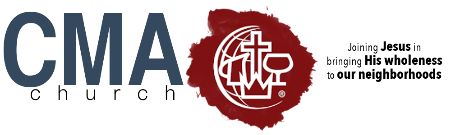 CMA
church
®
Joining Jesus in
bringing His wholeness
to our neighborhoods